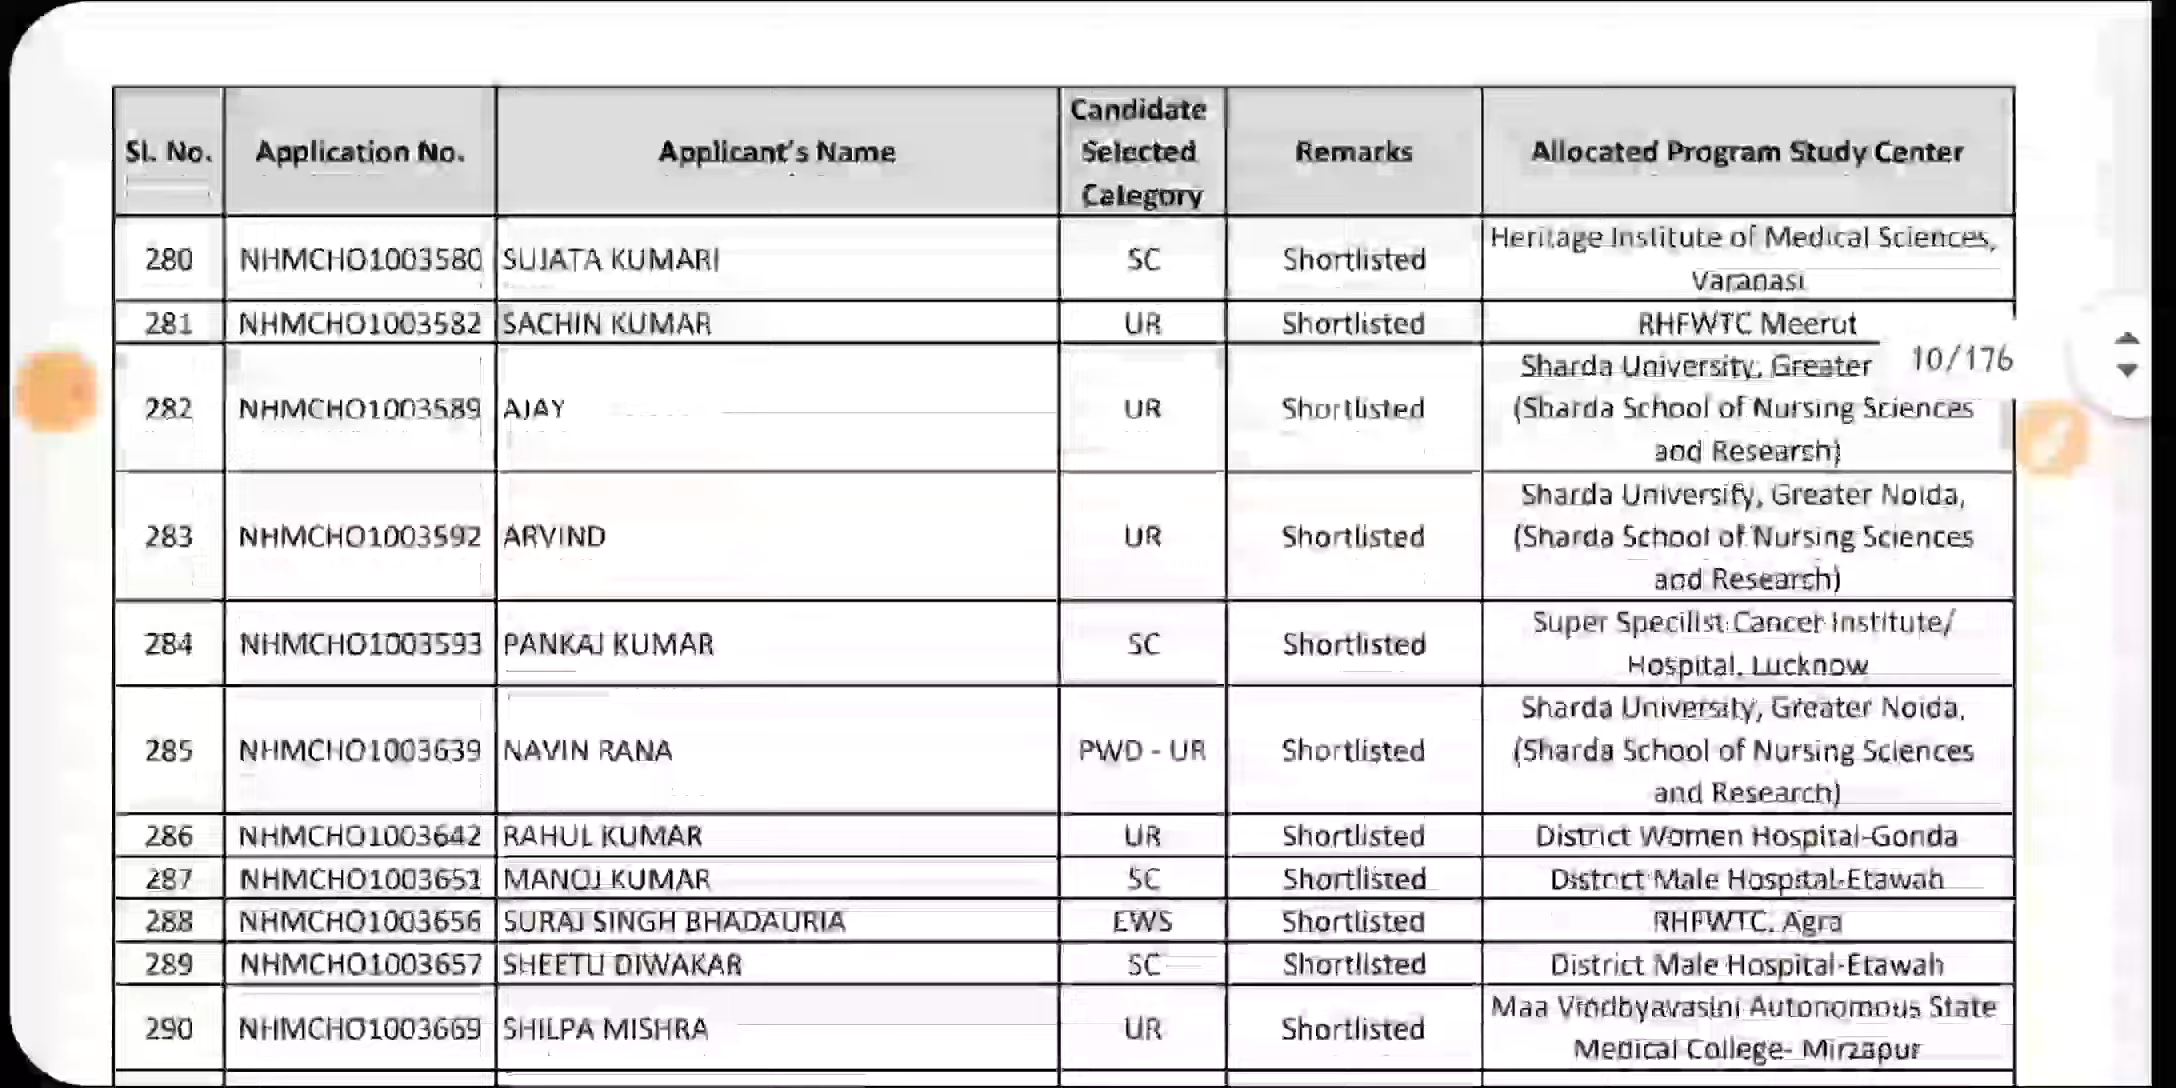 Sl. No. Application No. Applicant's Name Candidate Selected Category Remarks Allocated Program Study Center
280 NHMCHO1003580 SUJATA KUMARI SC Shortlisted Heritage Institute of Medical Sciences,
Varanasi
281 NHMCHO1003582 SACHIN KUMAR UR Shortlisted RHFWTC Meerut
10/176
282 NHMCHO1003589 AJAY UR Shortlisted Sharda University, Greater
(Sharda School of Nursing Sciences
and Research)
283 NHMCHO1003592 ARVIND UR Shortlisted Sharda University, Greater Noida,
(Sharda School of Nursing Sciences
and Research)
284 NHMCHO1003593 PANKAJ KUMAR SC Shortlisted Super Specilist Cancer Institute/
Hospital, Lucknow
285 NHMCHO1003639 NAVIN RANA PWD - UR Shortlisted Sharda University, Greater Noida,
(Sharda School of Nursing Sciences
and Research)
286 NHMCHO1003642 RAHUL KUMAR UR Shortlisted District Women Hospital-Gonda
287 NHMCHO1003651 MANOJ KUMAR SC Shortlisted District Male Hospital-Etawah
288 NHMCHO1003656 SURAJ SINGH BHADAURIA EWS Shortlisted RHFWTC, Agra
289 NHMCHO1003657 SHEETU DIWAKAR SC Shortlisted District Male Hospital-Etawah
290 NHMCHO1003669 SHILPA MISHRA UR Shortlisted Maa Vindhyavasini Autonomous State
Medical College- Mirzapur